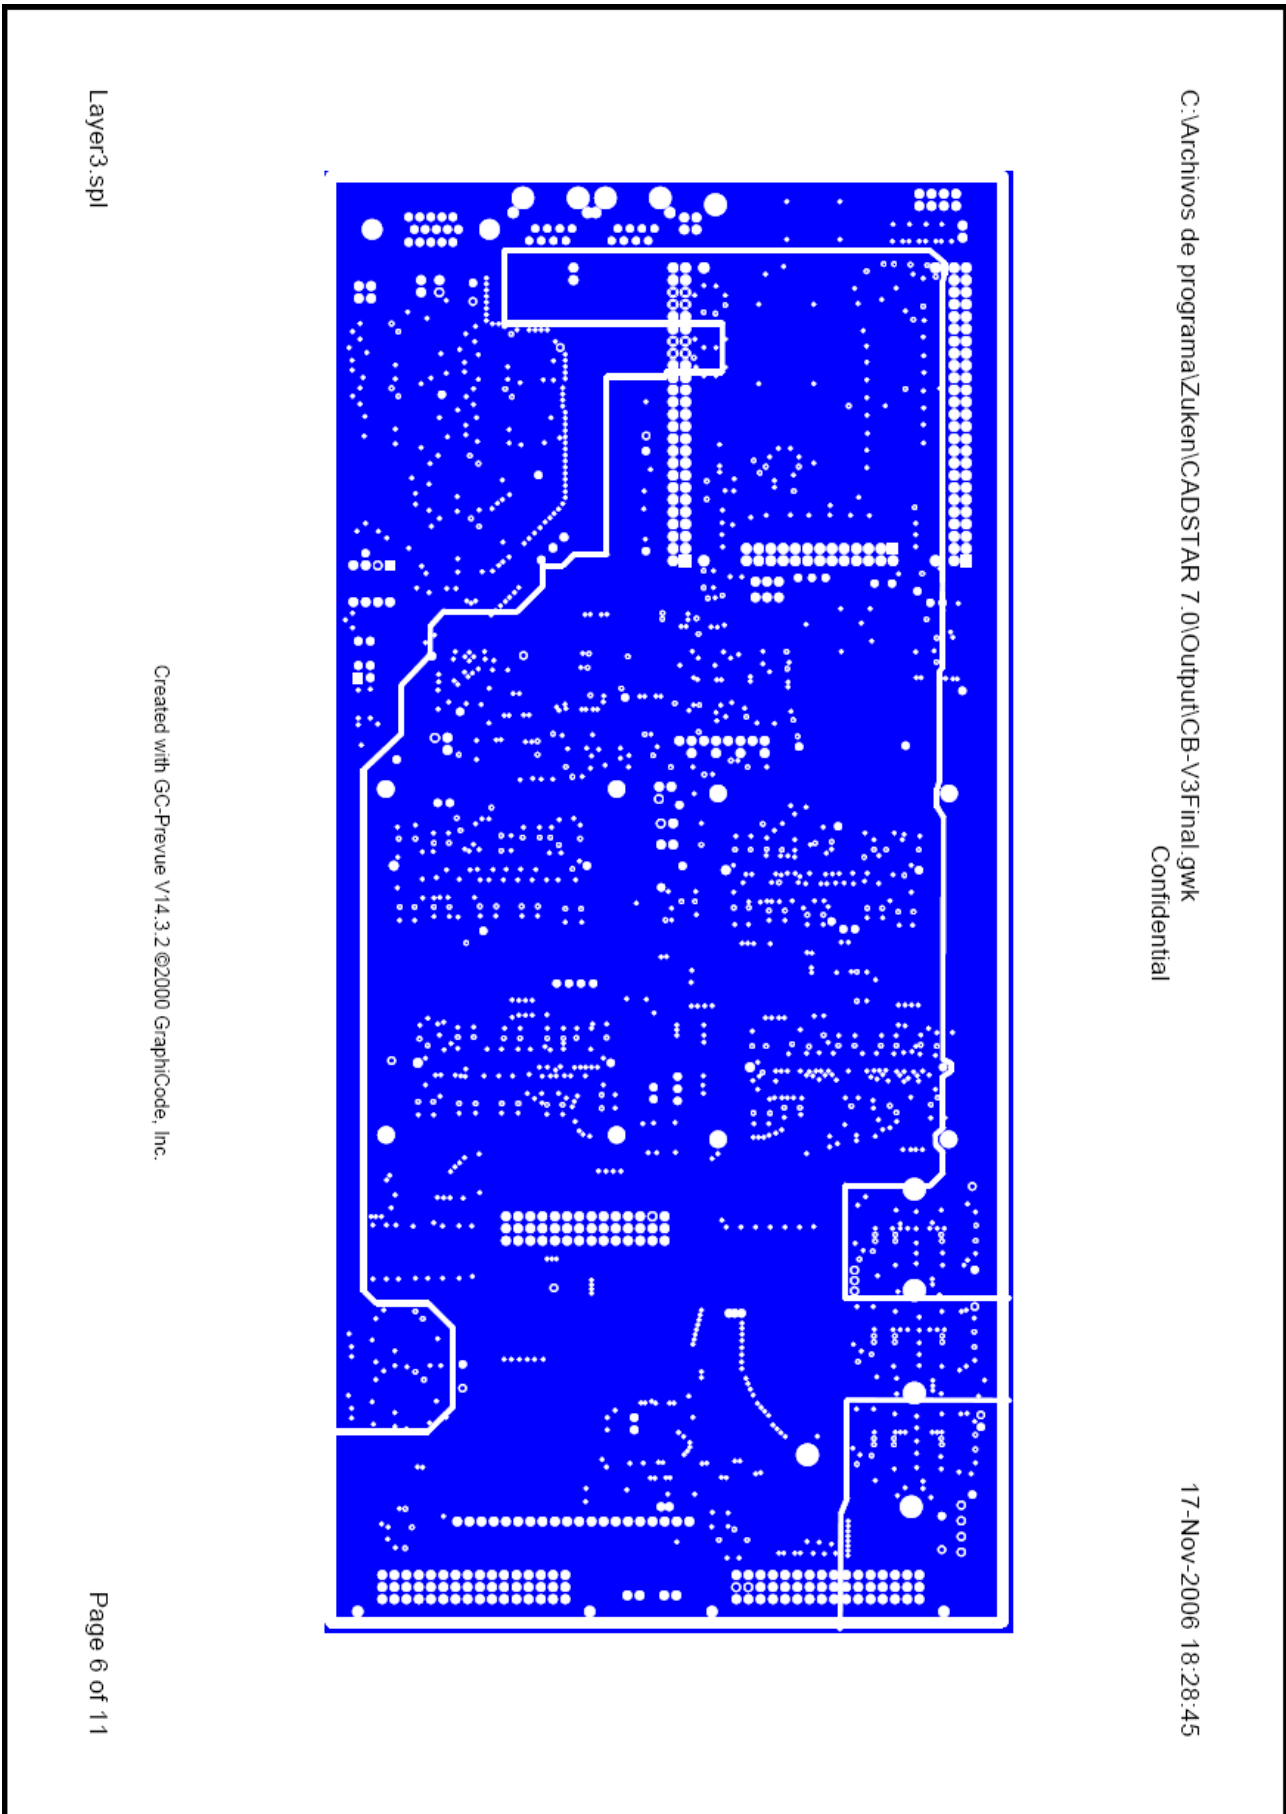 C:\Archivos de programa\Zuken\CADSTAR 7.0\Output\CB-V3Final.gwk
17-Nov-2006 18:28:45
Confidential
Created with GC-Prevue V14.3.2 ©2000 GraphiCode, Inc.
Layer3.spl
Page 6 of 11